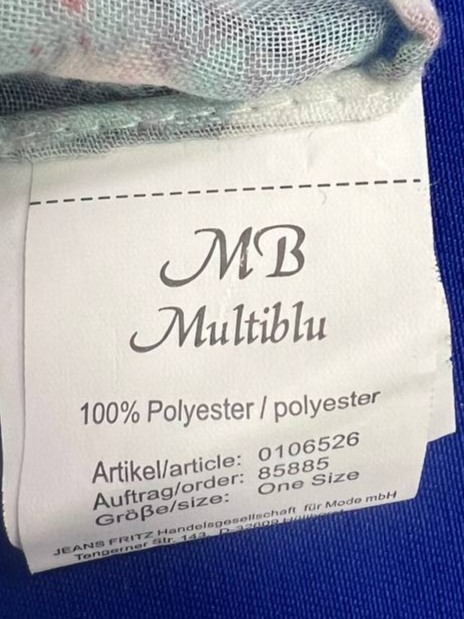 MB
Multiblu
100% Polyester / polyester
Artikel/article: 0106526
Auftrag/order: 85885
Größe/size: One Size
JEANS FRITZ Handelsgesellschaft für Mode mbH
Str. 143, D-32609